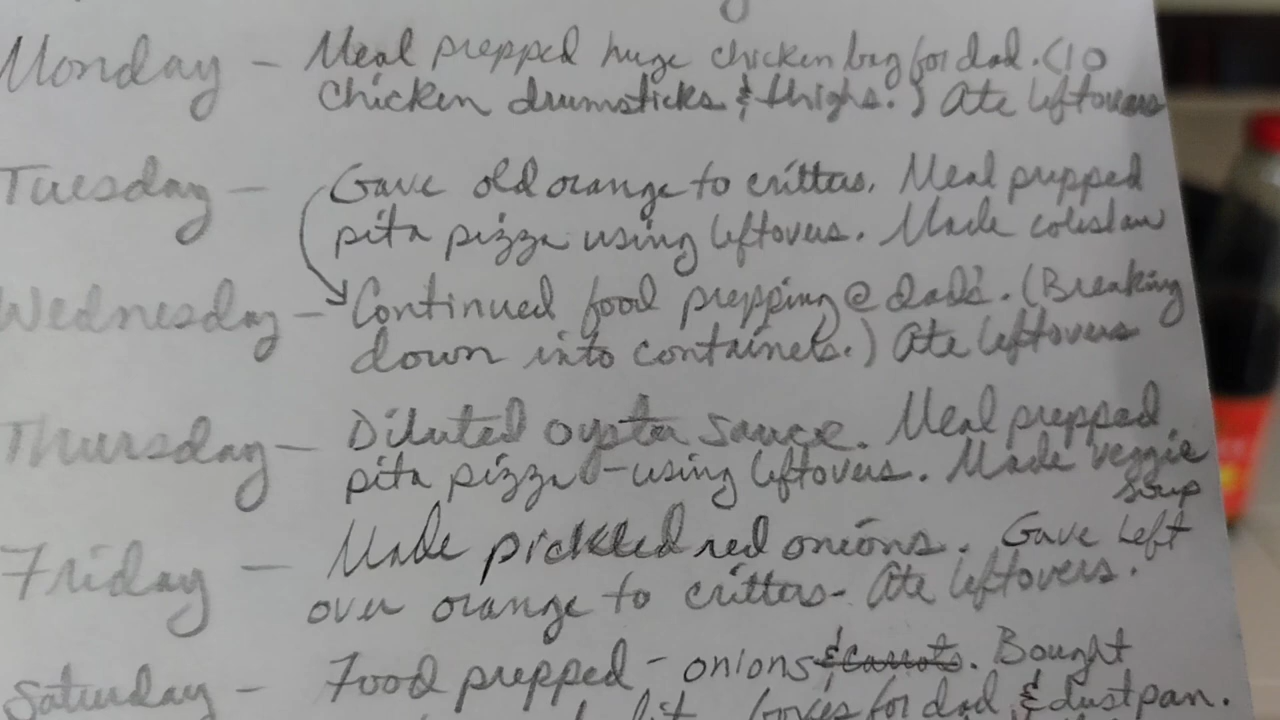 Monday - Meal prepped huge chicken bag for dad. (10
chicken drumsticks & thighs.) Ate leftovers
Tuesday - Gave old orange to critters. Meal prepped
pita pizza using leftovers. Made coleslaw
Wednesday - Continued food prepping @ dad's. (Breaking
down into containers.) Ate leftovers
Thursday - Diluted oyster sauce. Meal prepped
pita pizza - using leftovers. Made veggie
soup
Friday - Made pickled red onions. Gave left
over orange to critters - Ate leftovers.
Saturday - Food prepped - onions & carrots. Bought
for dad & dustpan.